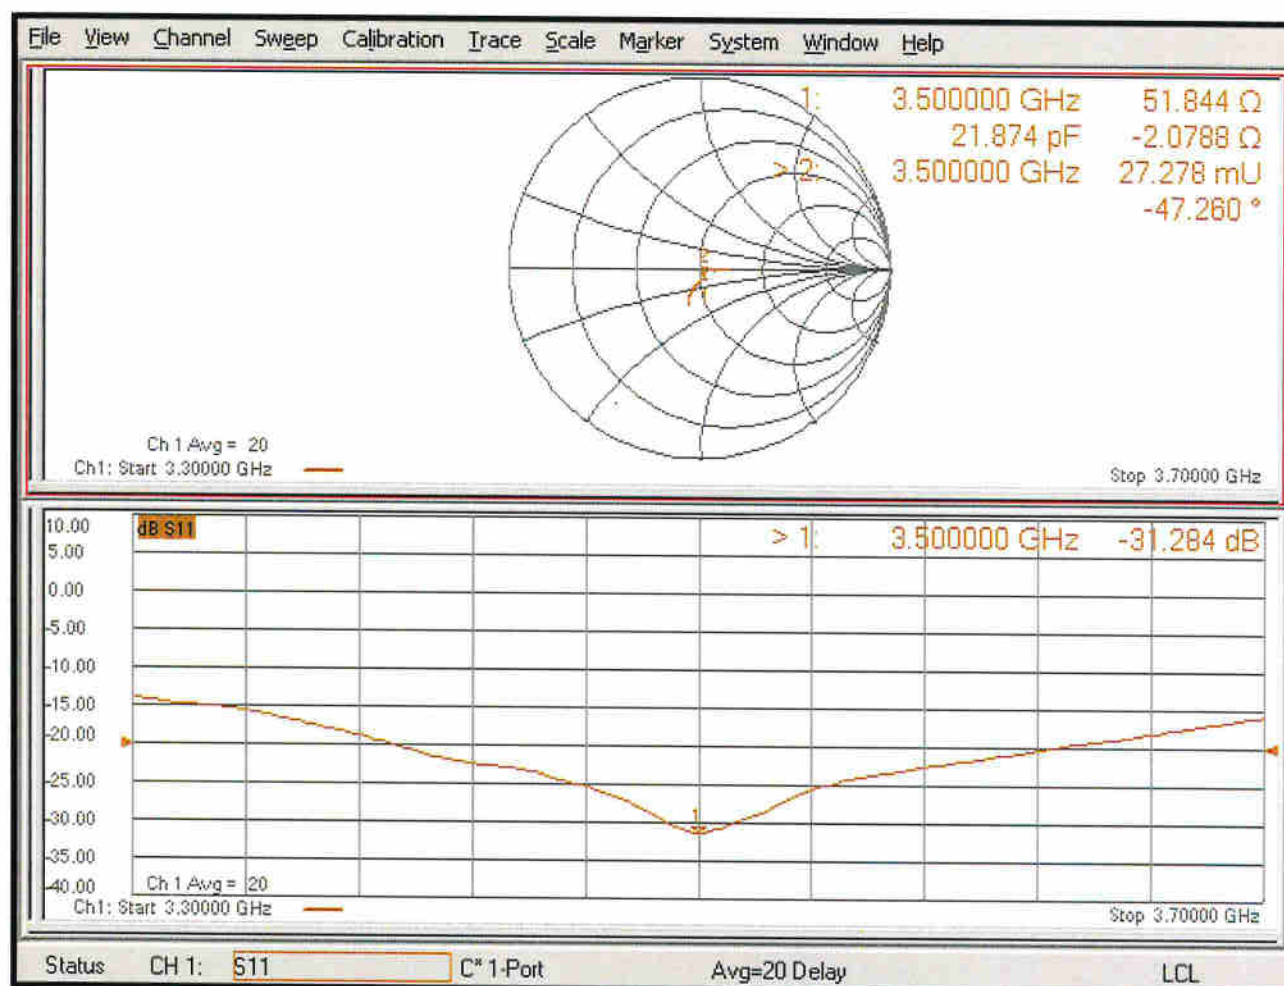 File View Channel Sweep Calibration Trace Scale Marker System Window Help
1: 3.500000 GHz 51.844 Ω
21.874 pF -2.0788 Ω
> 2: 3.500000 GHz 27.278 mU
-47.260 °
Ch 1 Avg = 20
Ch1: Start 3.30000 GHz
Stop 3.70000 GHz
dB S11
> 1: 3.500000 GHz -31.284 dB
10.00
5.00
0.00
-5.00
-10.00
-15.00
-20.00
-25.00
-30.00
-35.00
-40.00
1
Ch 1 Avg = 20
Ch1: Start 3.30000 GHz
Stop 3.70000 GHz
Status CH 1: S11 C* 1-Port Avg=20 Delay LCL